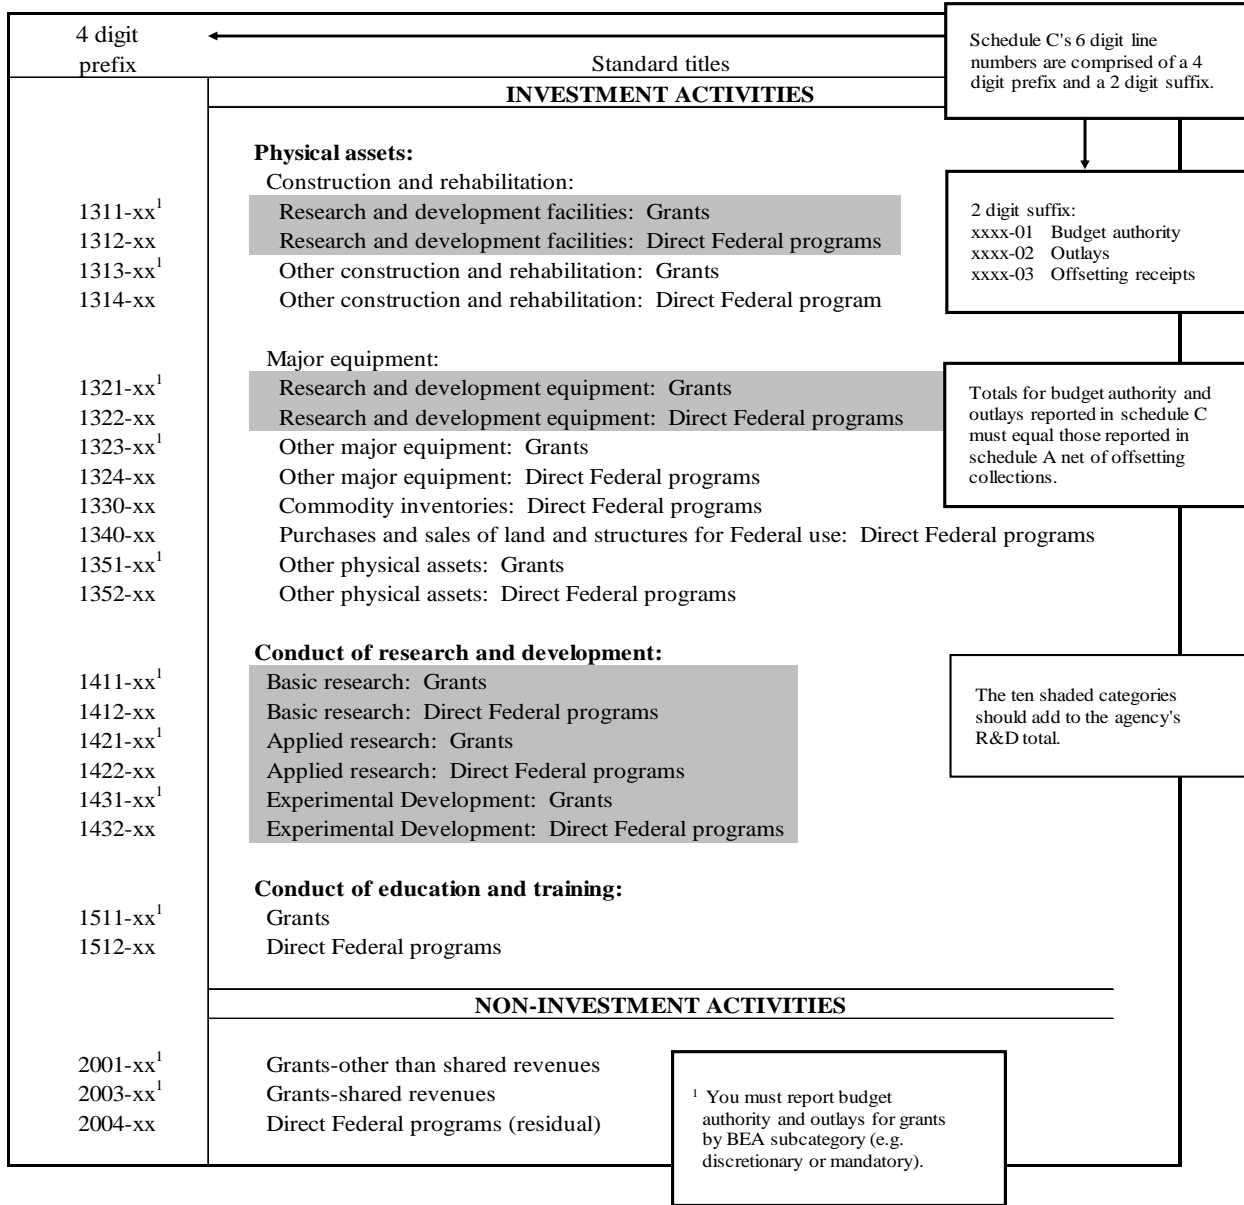 4 digit
prefix
Standard titles
Schedule C's 6 digit line
numbers are comprised of a 4
digit prefix and a 2 digit suffix.
INVESTMENT ACTIVITIES
Physical assets:
Construction and rehabilitation:
1311-xx¹ Research and development facilities: Grants
1312-xx Research and development facilities: Direct Federal programs
1313-xx¹ Other construction and rehabilitation: Grants
1314-xx Other construction and rehabilitation: Direct Federal program
2 digit suffix:
xxxx-01 Budget authority
xxxx-02 Outlays
xxxx-03 Offsetting receipts
Major equipment:
1321-xx¹ Research and development equipment: Grants
1322-xx Research and development equipment: Direct Federal programs
1323-xx¹ Other major equipment: Grants
1324-xx Other major equipment: Direct Federal programs
1330-xx Commodity inventories: Direct Federal programs
1340-xx Purchases and sales of land and structures for Federal use: Direct Federal programs
1351-xx¹ Other physical assets: Grants
1352-xx Other physical assets: Direct Federal programs
Totals for budget authority and
outlays reported in schedule C
must equal those reported in
schedule A net of offsetting
collections.
Conduct of research and development:
1411-xx¹ Basic research: Grants
1412-xx Basic research: Direct Federal programs
1421-xx¹ Applied research: Grants
1422-xx Applied research: Direct Federal programs
1431-xx¹ Experimental Development: Grants
1432-xx Experimental Development: Direct Federal programs
The ten shaded categories
should add to the agency's
R&D total.
Conduct of education and training:
1511-xx¹ Grants
1512-xx Direct Federal programs
NON-INVESTMENT ACTIVITIES
2001-xx¹ Grants-other than shared revenues
2003-xx¹ Grants-shared revenues
2004-xx Direct Federal programs (residual)
¹ You must report budget
authority and outlays for grants
by BEA subcategory (e.g.
discretionary or mandatory).